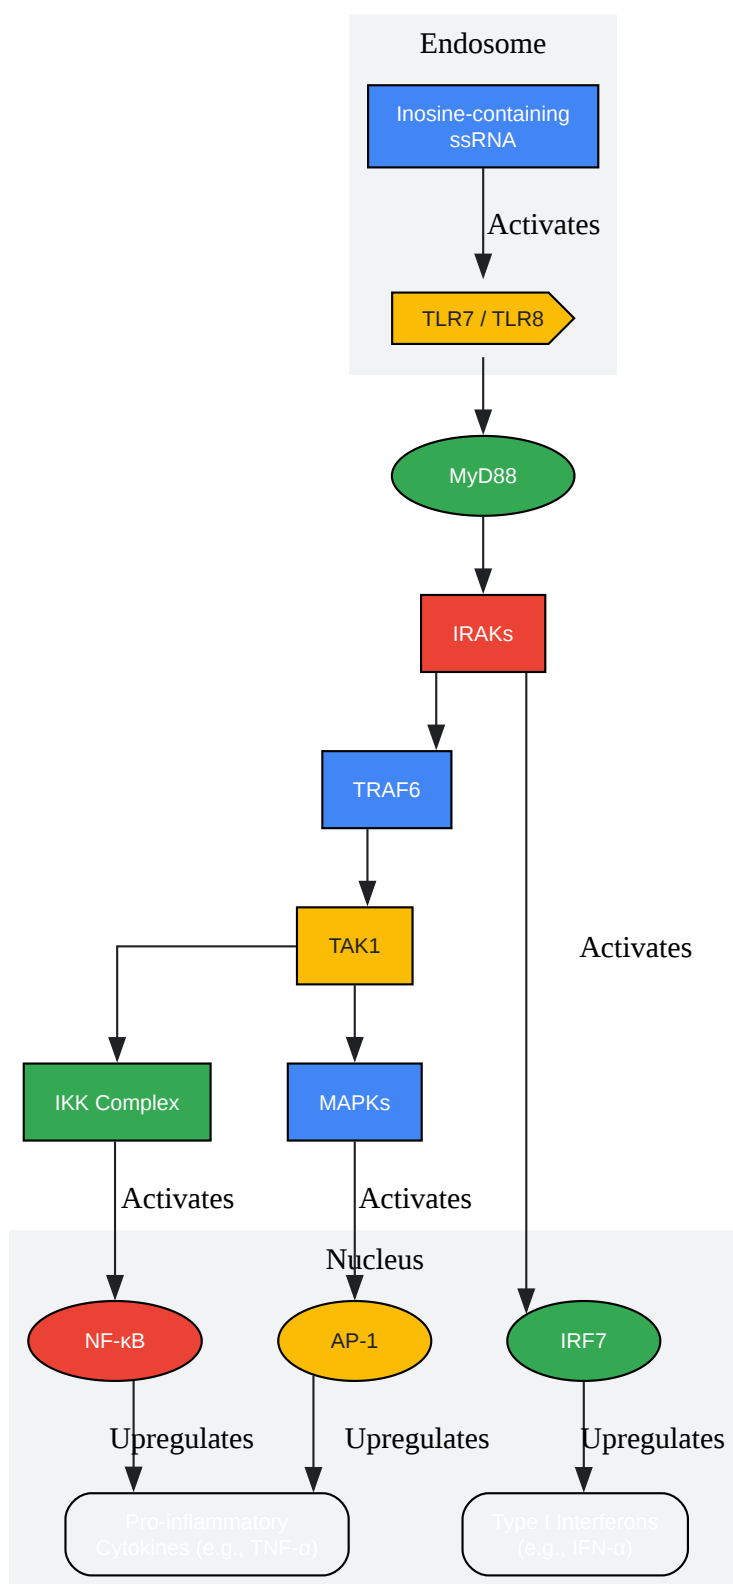 Endosome
Inosine-containing
ssRNA
Activates
TLR7 / TLR8
MyD88
IRAKs
TRAF6
TAK1
Activates
IKK Complex
MAPKs
Activates
Activates
Nucleus
NF-κB
AP-1
IRF7
Upregulates
Upregulates
Upregulates
Pro-inflammatory
Cytokines (e.g., TNF-α)
Type I Interferons
(e.g., IFN-α)